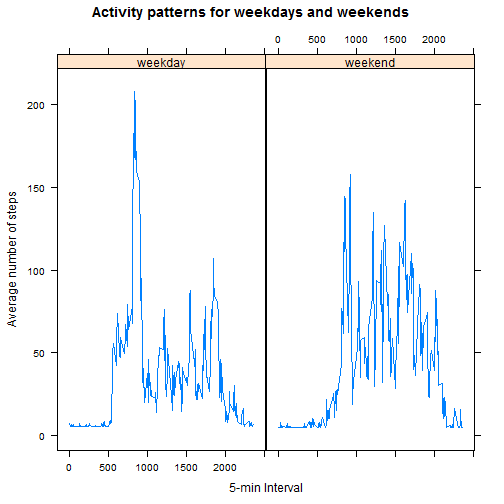 Activity patterns for weekdays and weekends
0 500 1000 1500 2000
weekday weekend
200
150
100
50
0
Average number of steps
0 500 1000 1500 2000
5-min Interval